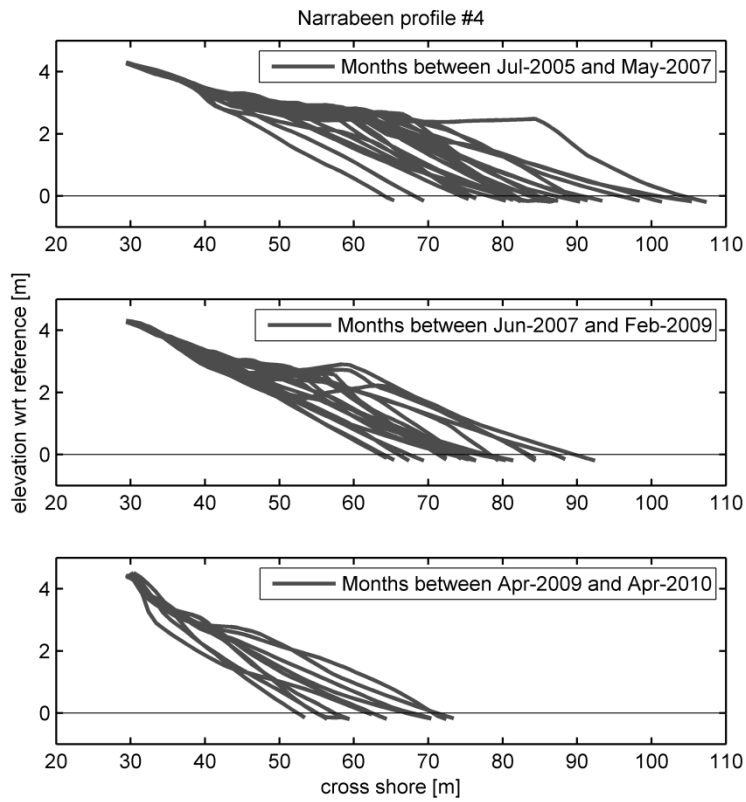 Narrabeen profile #4
Months between Jul-2005 and May-2007
4
2
0
20 30 40 50 60 70 80 90 100 110
elevation wrt reference [m]
Months between Jun-2007 and Feb-2009
4
2
0
20 30 40 50 60 70 80 90 100 110
Months between Apr-2009 and Apr-2010
4
2
0
20 30 40 50 60 70 80 90 100 110
cross shore [m]